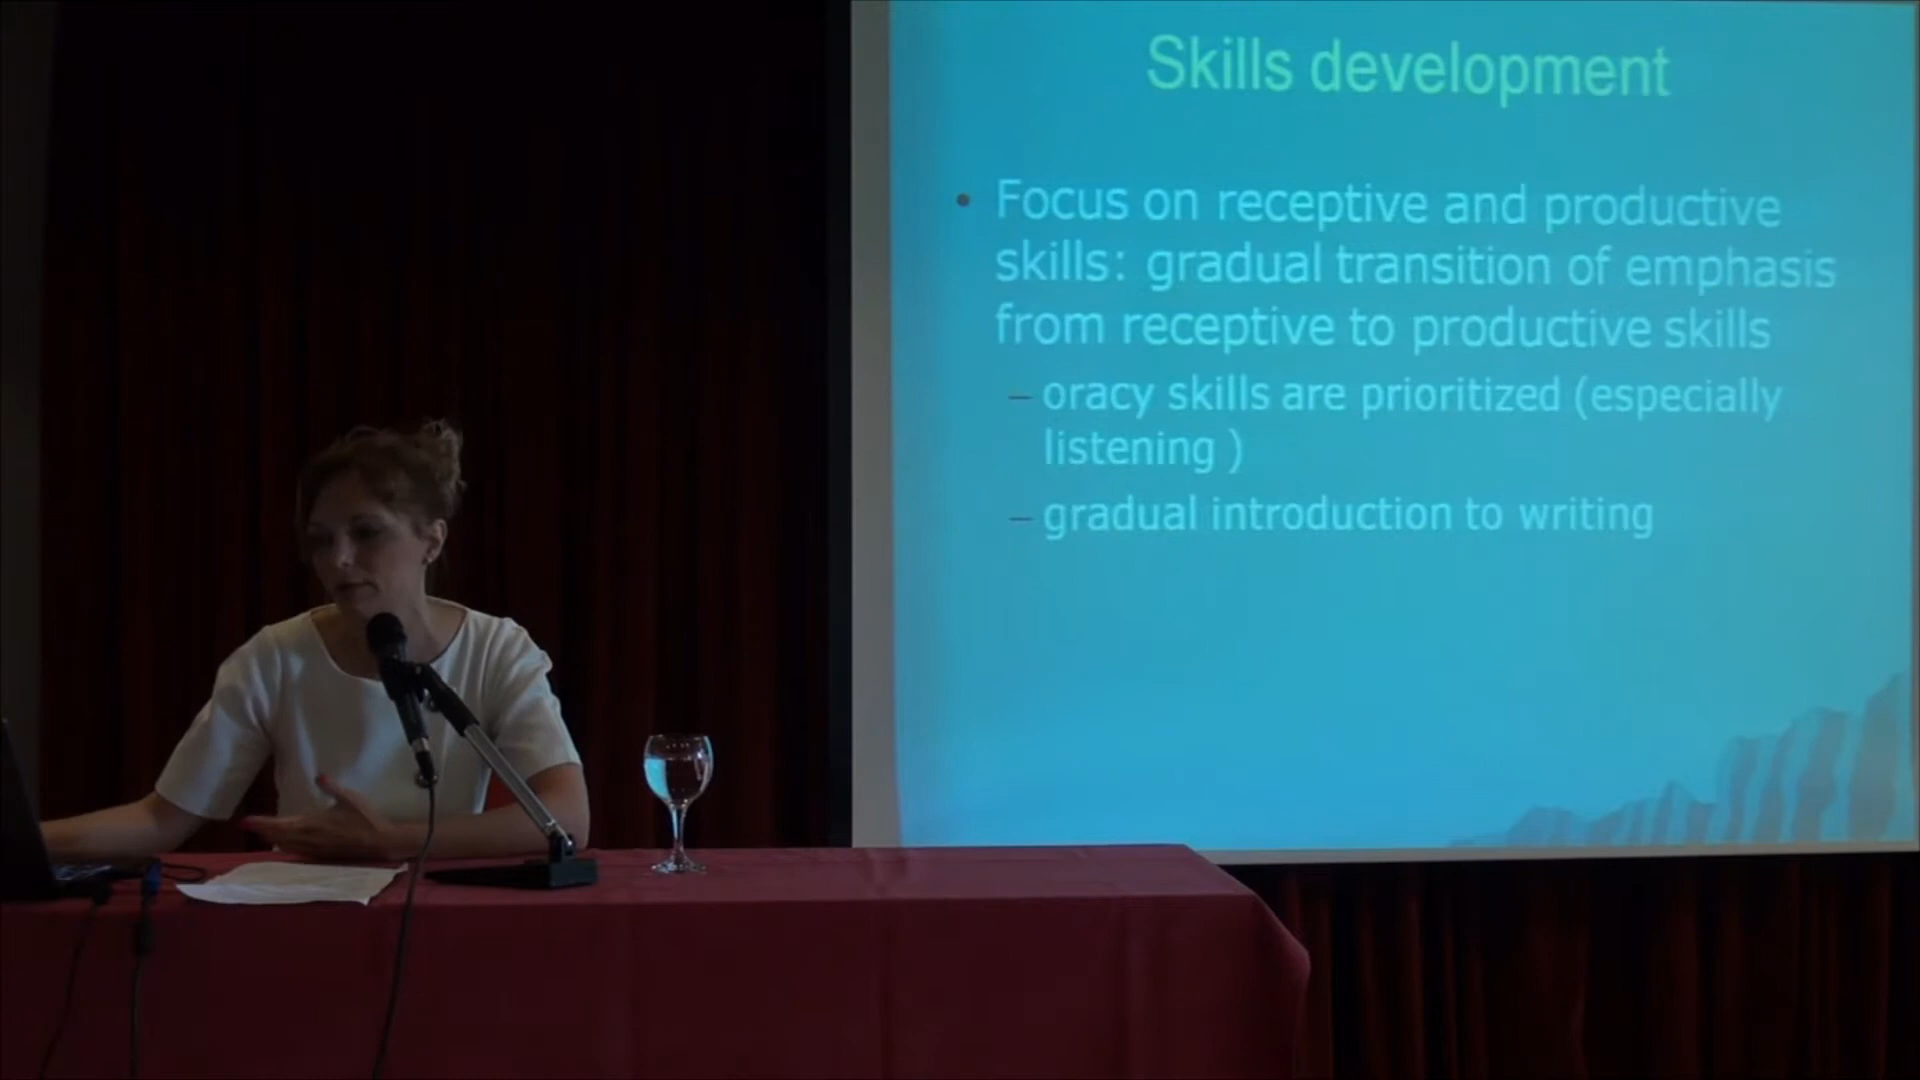 Skills development
• Focus on receptive and productive
skills: gradual transition of emphasis
from receptive to productive skills
– oracy skills are prioritized (especially
listening )
– gradual introduction to writing